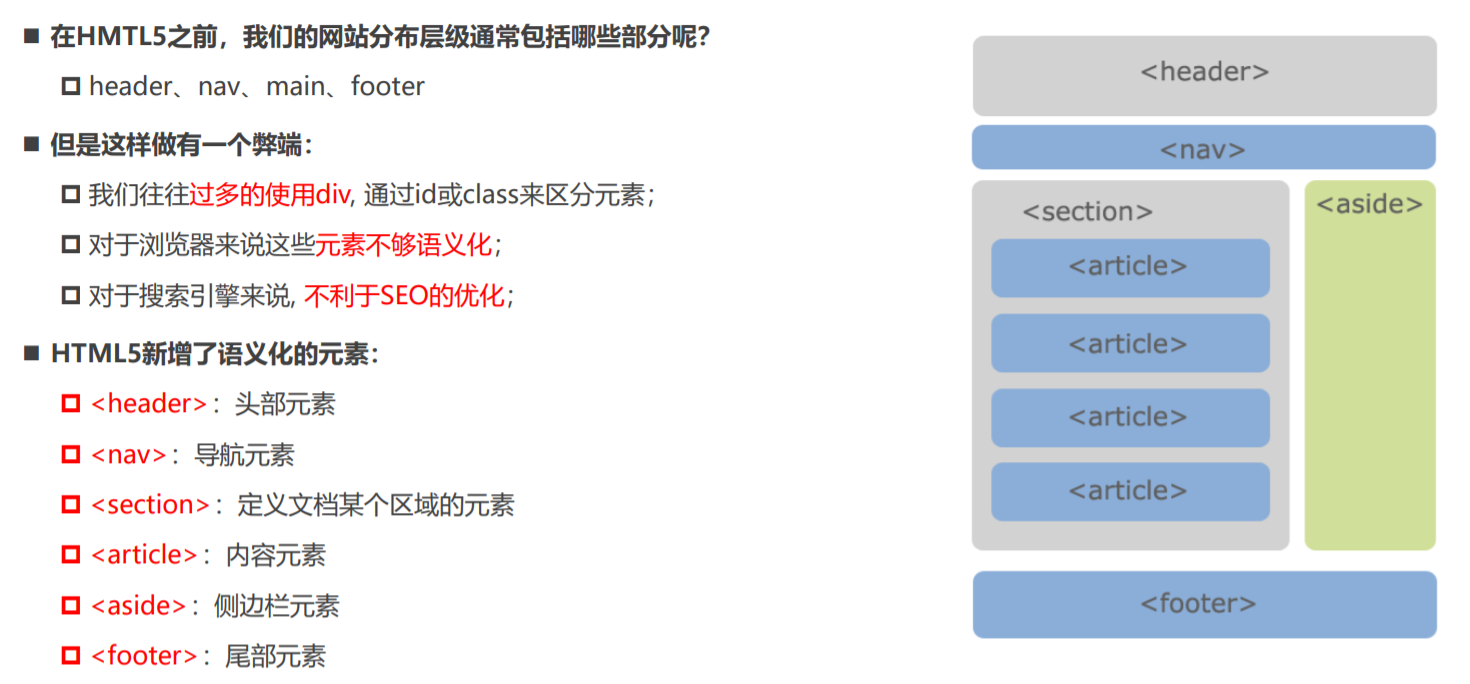 在HMTL5之前，我们的网站分布层级通常包括哪些部分呢？
header、nav、main、footer
但是这样做有一个弊端：
我们往往过多的使用div, 通过id或class来区分元素；
对于浏览器来说这些元素不够语义化；
对于搜索引擎来说, 不利于SEO的优化；
HTML5新增了语义化的元素：
<header>：头部元素
<nav>：导航元素
<section>：定义文档某个区域的元素
<article>：内容元素
<aside>：侧边栏元素
<footer>：尾部元素
<header>
<nav>
<section>
<article>
<article>
<article>
<article>
<aside>
<footer>